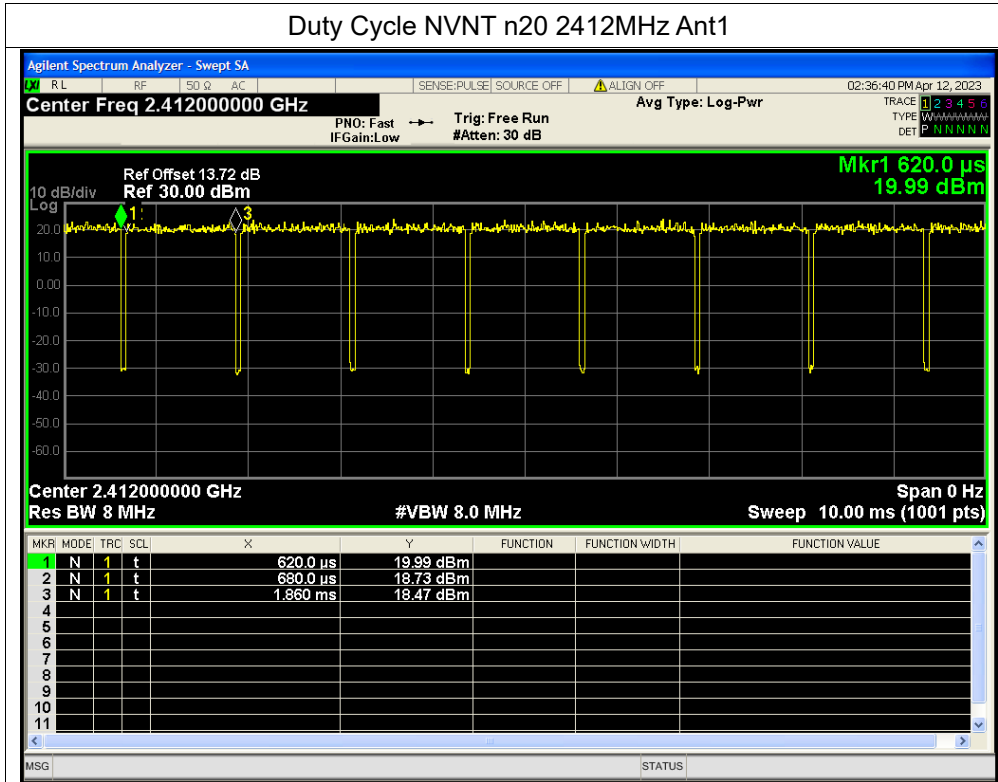 Duty Cycle NVNT n20 2412MHz Ant1
Agilent Spectrum Analyzer - Swept SA
LXI RL RF 50 Ω AC SENSE:PULSE SOURCE OFF ALIGN OFF 02:36:40 PM Apr 12, 2023
Center Freq 2.412000000 GHz Avg Type: Log-Pwr TRACE 1 2 3 4 5 6
PNO: Fast Trig: Free Run TYPE WWWWWW
IFGain:Low #Atten: 30 dB DET P N N N N N
Mkr1 620.0 µs
Ref Offset 13.72 dB
10 dB/div Ref 30.00 dBm 19.99 dBm
Log
1 3
20.0
10.0
0.00
-10.0
-20.0
-30.0
-40.0
-50.0
-60.0
Center 2.412000000 GHz Span 0 Hz
Res BW 8 MHz #VBW 8.0 MHz Sweep 10.00 ms (1001 pts)
MKR MODE TRC SCL X Y FUNCTION FUNCTION WIDTH FUNCTION VALUE
1 N 1 t 620.0 µs 19.99 dBm
2 N 1 t 680.0 µs 18.73 dBm
3 N 1 t 1.860 ms 18.47 dBm
4
5
6
7
8
9
10
11
MSG STATUS